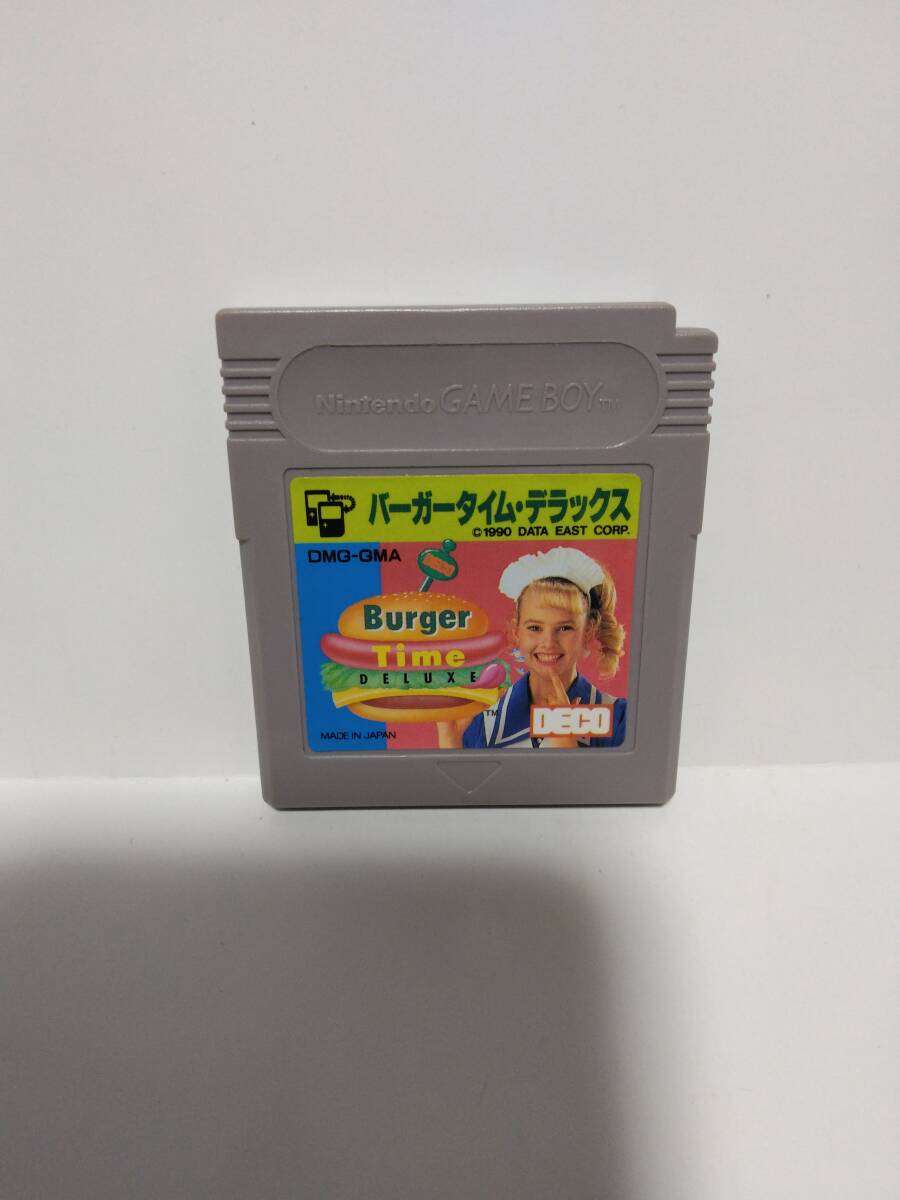 Nintendo GAME BOY TM
バーガータイム・デラックス
©1990 DATA EAST CORP.
DMG-GMA
Burger
Time
DELUXE
TM
DECO
MADE IN JAPAN